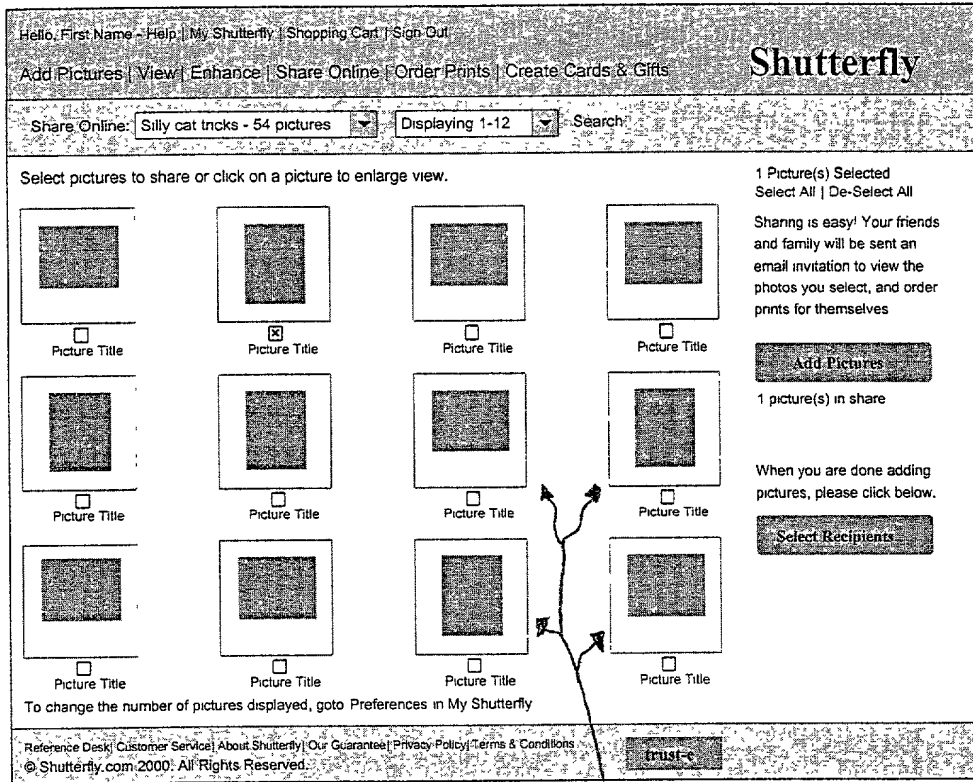 Hello, First Name - Help | My Shutterfly | Shopping Cart | Sign Out
Add Pictures | View | Enhance | Share Online | Order Prints | Create Cards & Gifts
Shutterfly
Share Online: Silly cat tricks - 54 pictures Displaying 1-12 Search
Select pictures to share or click on a picture to enlarge view.
1 Picture(s) Selected
Select All | De-Select All
Sharing is easy! Your friends
and family will be sent an
email invitation to view the
photos you select, and order
prints for themselves
Picture Title Picture Title Picture Title Picture Title
Add Pictures
1 picture(s) in share
When you are done adding
pictures, please click below.
Picture Title Picture Title Picture Title Picture Title
Select Recipients
Picture Title Picture Title Picture Title Picture Title
To change the number of pictures displayed, goto Preferences in My Shutterfly
Reference Desk| Customer Service| About Shutterfly| Our Guarantee| Privacy Policy| Terms & Conditions
© Shutterfly.com 2000. All Rights Reserved.
trust-e